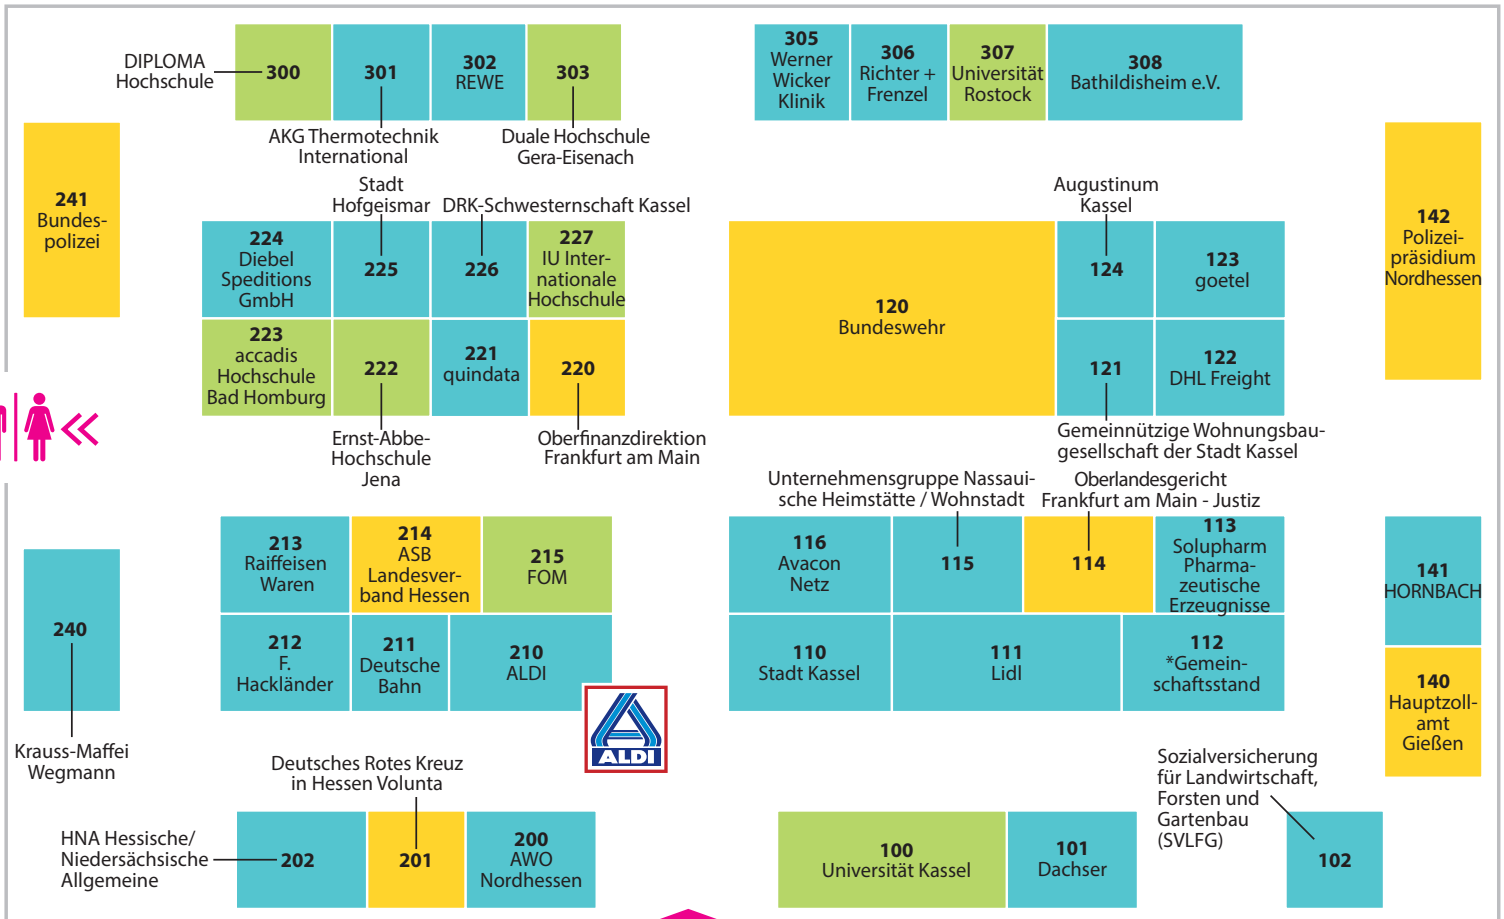 DIPLOMA
Hochschule
300
301
302
REWE
303
AKG Thermotechnik
International
Duale Hochschule
Gera-Eisenach
305
Werner
Wicker
Klinik
306
Richter +
Frenzel
307
Universität
Rostock
308
Bathildisheim e.V.
241
Bundes-
polizei
Stadt
Hofgeismar
DRK-Schwesternschaft Kassel
224
Diebel
Speditions
GmbH
225
226
227
IU Inter-
nationale
Hochschule
223
accadis
Hochschule
Bad Homburg
222
221
quindata
220
Ernst-Abbe-
Hochschule
Jena
Oberfinanzdirektion
Frankfurt am Main
Augustinum
Kassel
120
Bundeswehr
124
123
goetel
121
122
DHL Freight
Gemeinnützige Wohnungsbau-
gesellschaft der Stadt Kassel
142
Polizei-
präsidium
Nordhessen
213
Raiffeisen
Waren
214
ASB
Landesver-
band Hessen
215
FOM
212
F.
Hackländer
211
Deutsche
Bahn
210
ALDI
ALDI
240
Krauss-Maffei
Wegmann
Unternehmensgruppe Nassaui-
sche Heimstätte / Wohnstadt
Oberlandesgericht
Frankfurt am Main - Justiz
116
Avacon
Netz
115
114
113
Solupharm
Pharma-
zeutische
Erzeugnisse
110
Stadt Kassel
111
Lidl
112
*Gemein-
schaftsstand
141
HORNBACH
140
Hauptzoll-
amt
Gießen
Deutsches Rotes Kreuz
in Hessen Volunta
HNA Hessische/
Niedersächsische
Allgemeine
202
201
200
AWO
Nordhessen
100
Universität Kassel
101
Dachser
Sozialversicherung
für Landwirtschaft,
Forsten und
Gartenbau
(SVLFG)
102